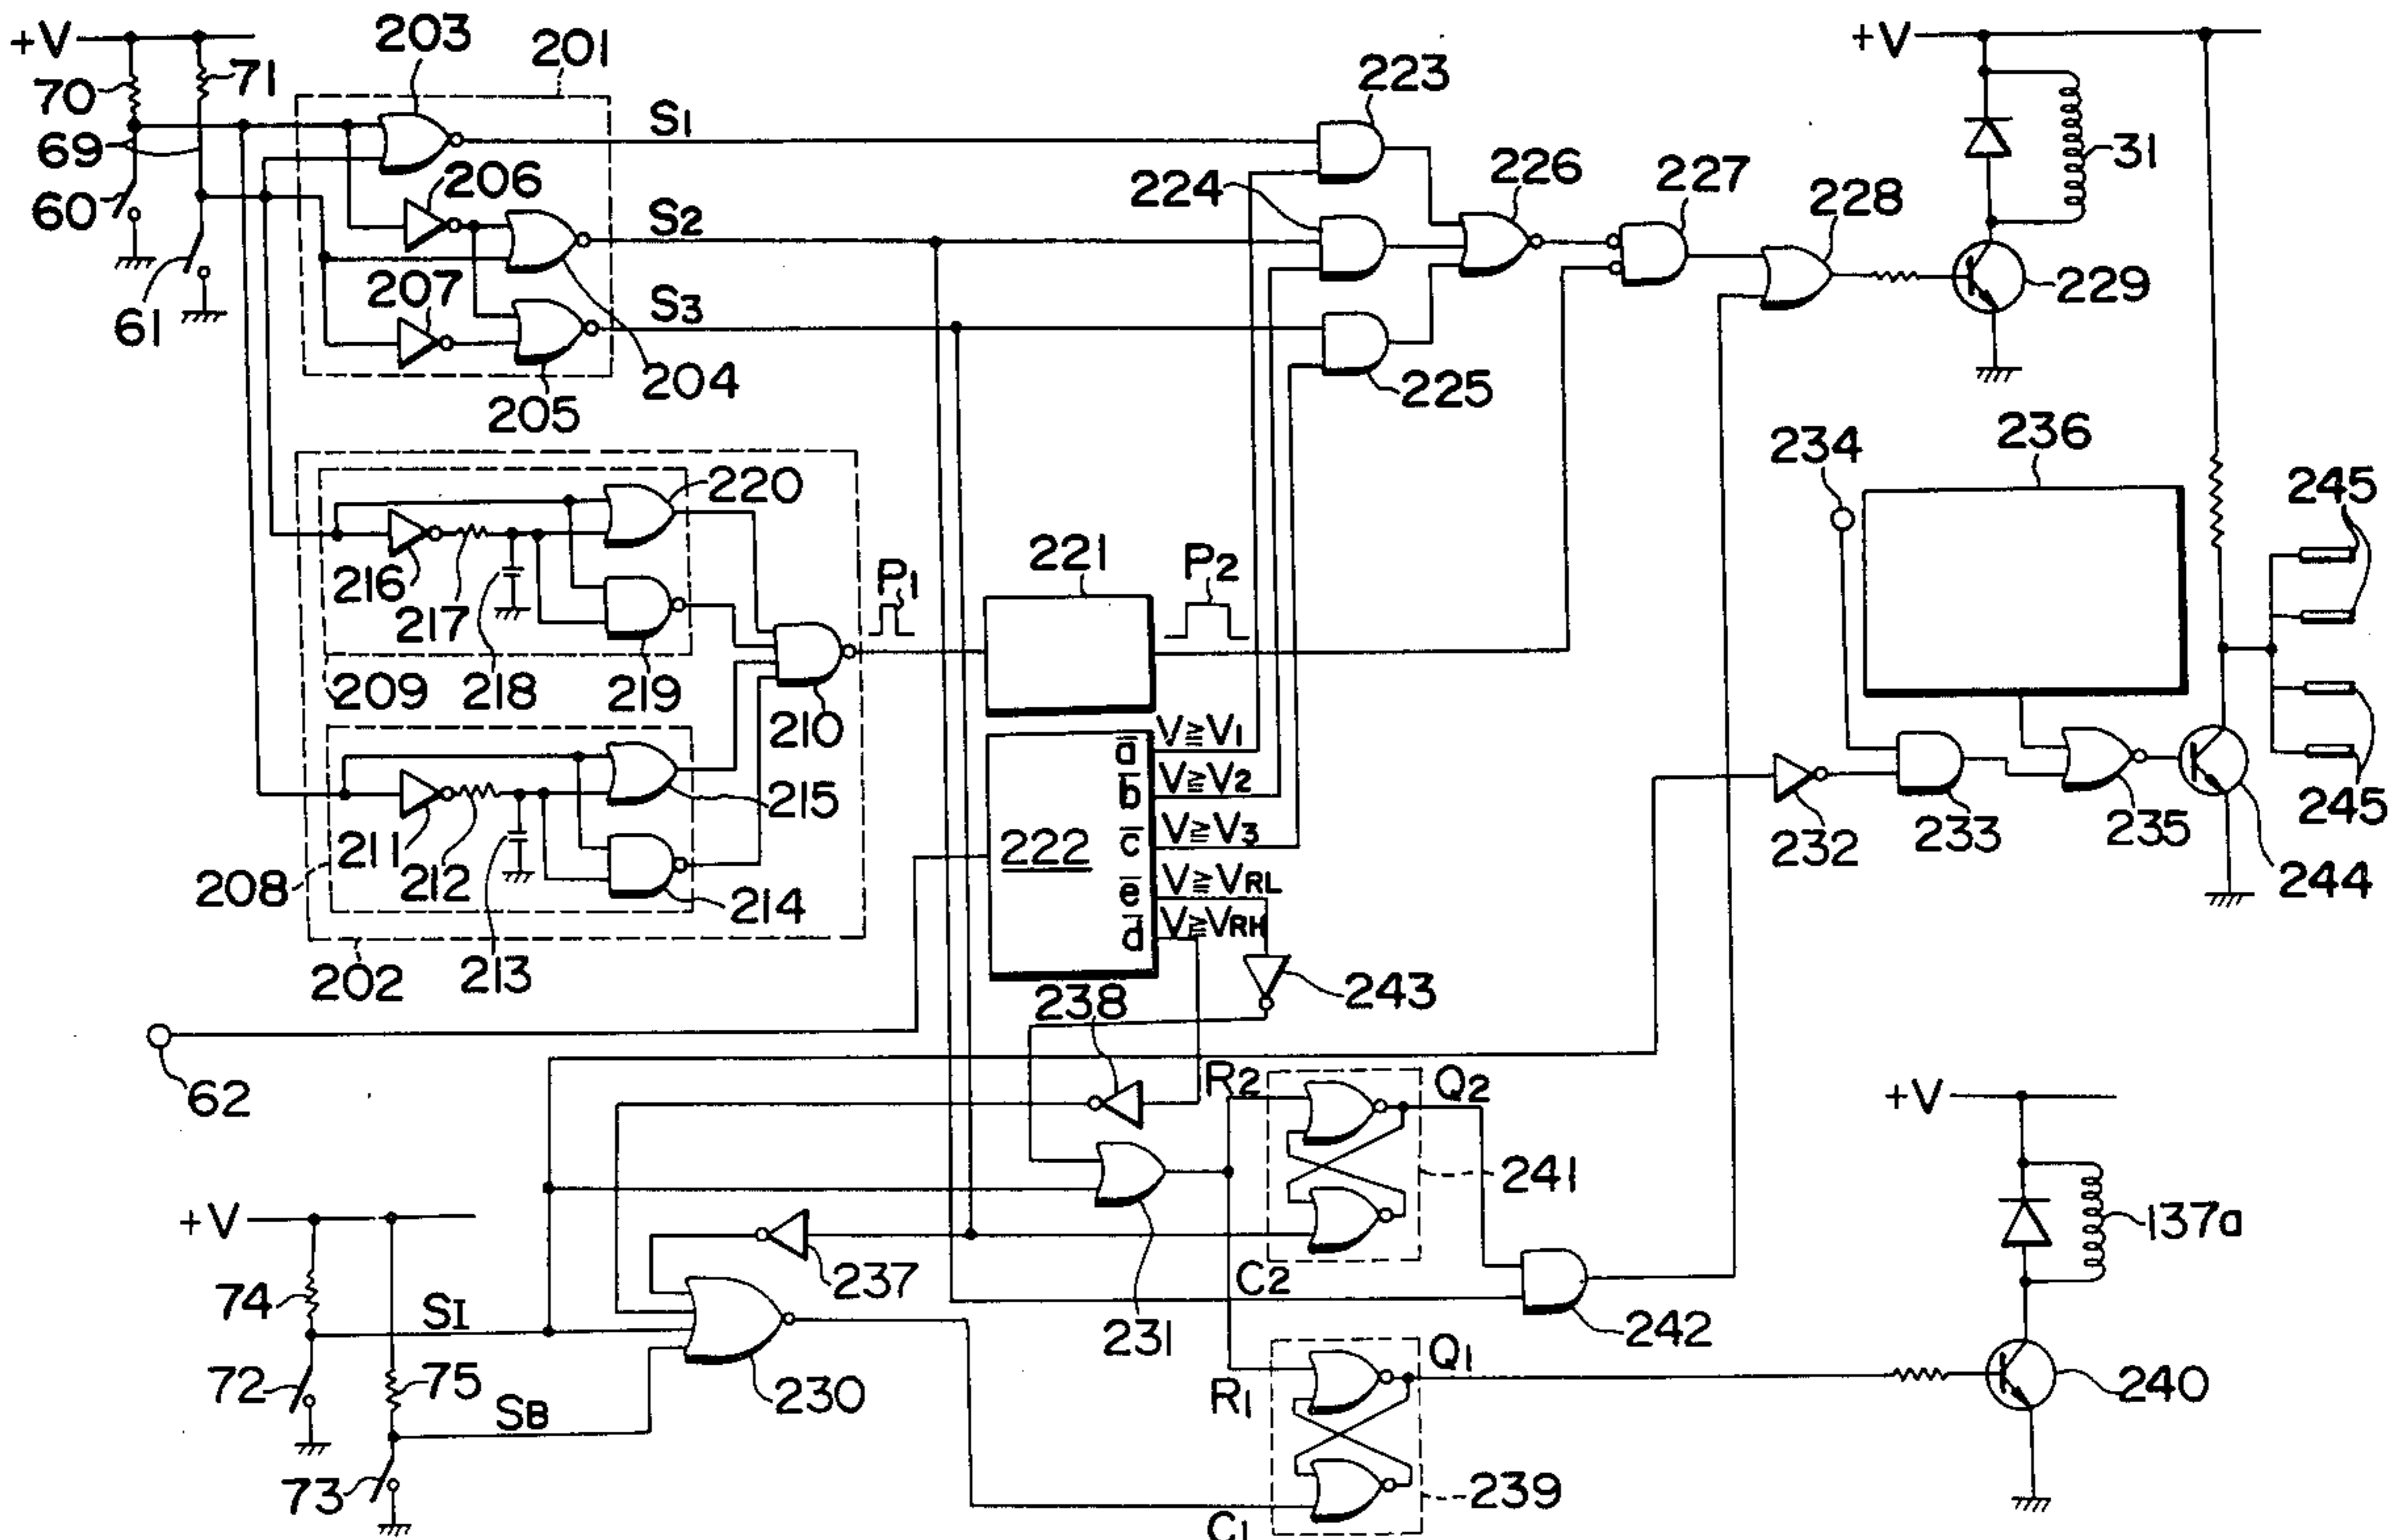 +V
203
201
70
71
69
60
61
206
207
205
204
S1
S2
S3
223
224
225
226
227
228
+V
31
229
220
216
217
218
219
209
210
P1
221
P2
208
211
212
213
214
215
202
222
a
b
c
e
d
V≧V1
V≧V2
V≧V3
V≧VRL
V≧VRH
243
238
234
236
245
245
232
233
235
244
62
R2
Q2
241
+V
74
72
SI
75
73
SB
237
230
231
C2
242
R1
Q1
239
C1
+V
137a
240